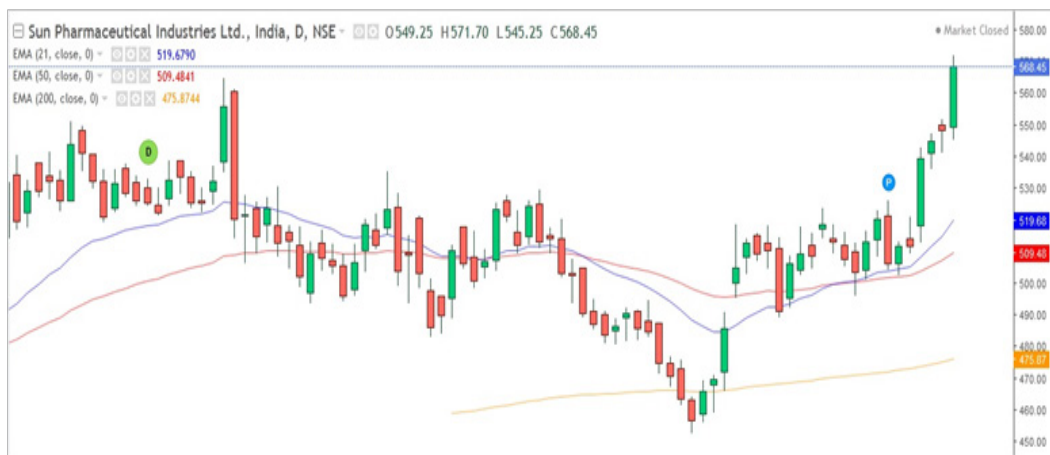 Sun Pharmaceutical Industries Ltd., India, D, NSE O549.25 H571.70 L545.25 C568.45
Market Closed
EMA (21, close, 0) 519.6790
EMA (50, close, 0) 509.4841
EMA (200, close, 0) 475.8744
D
P
580.00
568.45
560.00
550.00
540.00
530.00
519.68
509.48
500.00
490.00
480.00
475.87
470.00
460.00
450.00